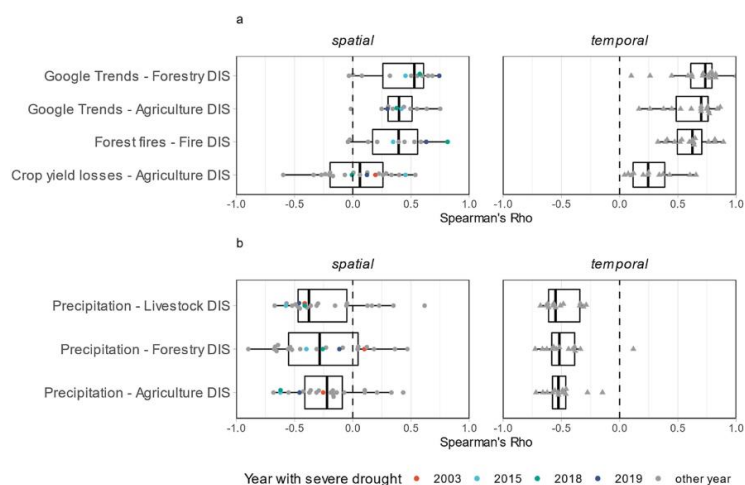 a
spatial
temporal
Google Trends - Forestry DIS
Google Trends - Agriculture DIS
Forest fires - Fire DIS
Crop yield losses - Agriculture DIS
-1.0 -0.5 0.0 0.5 1.0 -1.0 -0.5 0.0 0.5 1.0
Spearman's Rho Spearman's Rho
b
spatial
temporal
Precipitation - Livestock DIS
Precipitation - Forestry DIS
Precipitation - Agriculture DIS
-1.0 -0.5 0.0 0.5 1.0 -1.0 -0.5 0.0 0.5 1.0
Spearman's Rho Spearman's Rho
Year with severe drought 2003 2015 2018 2019 other year